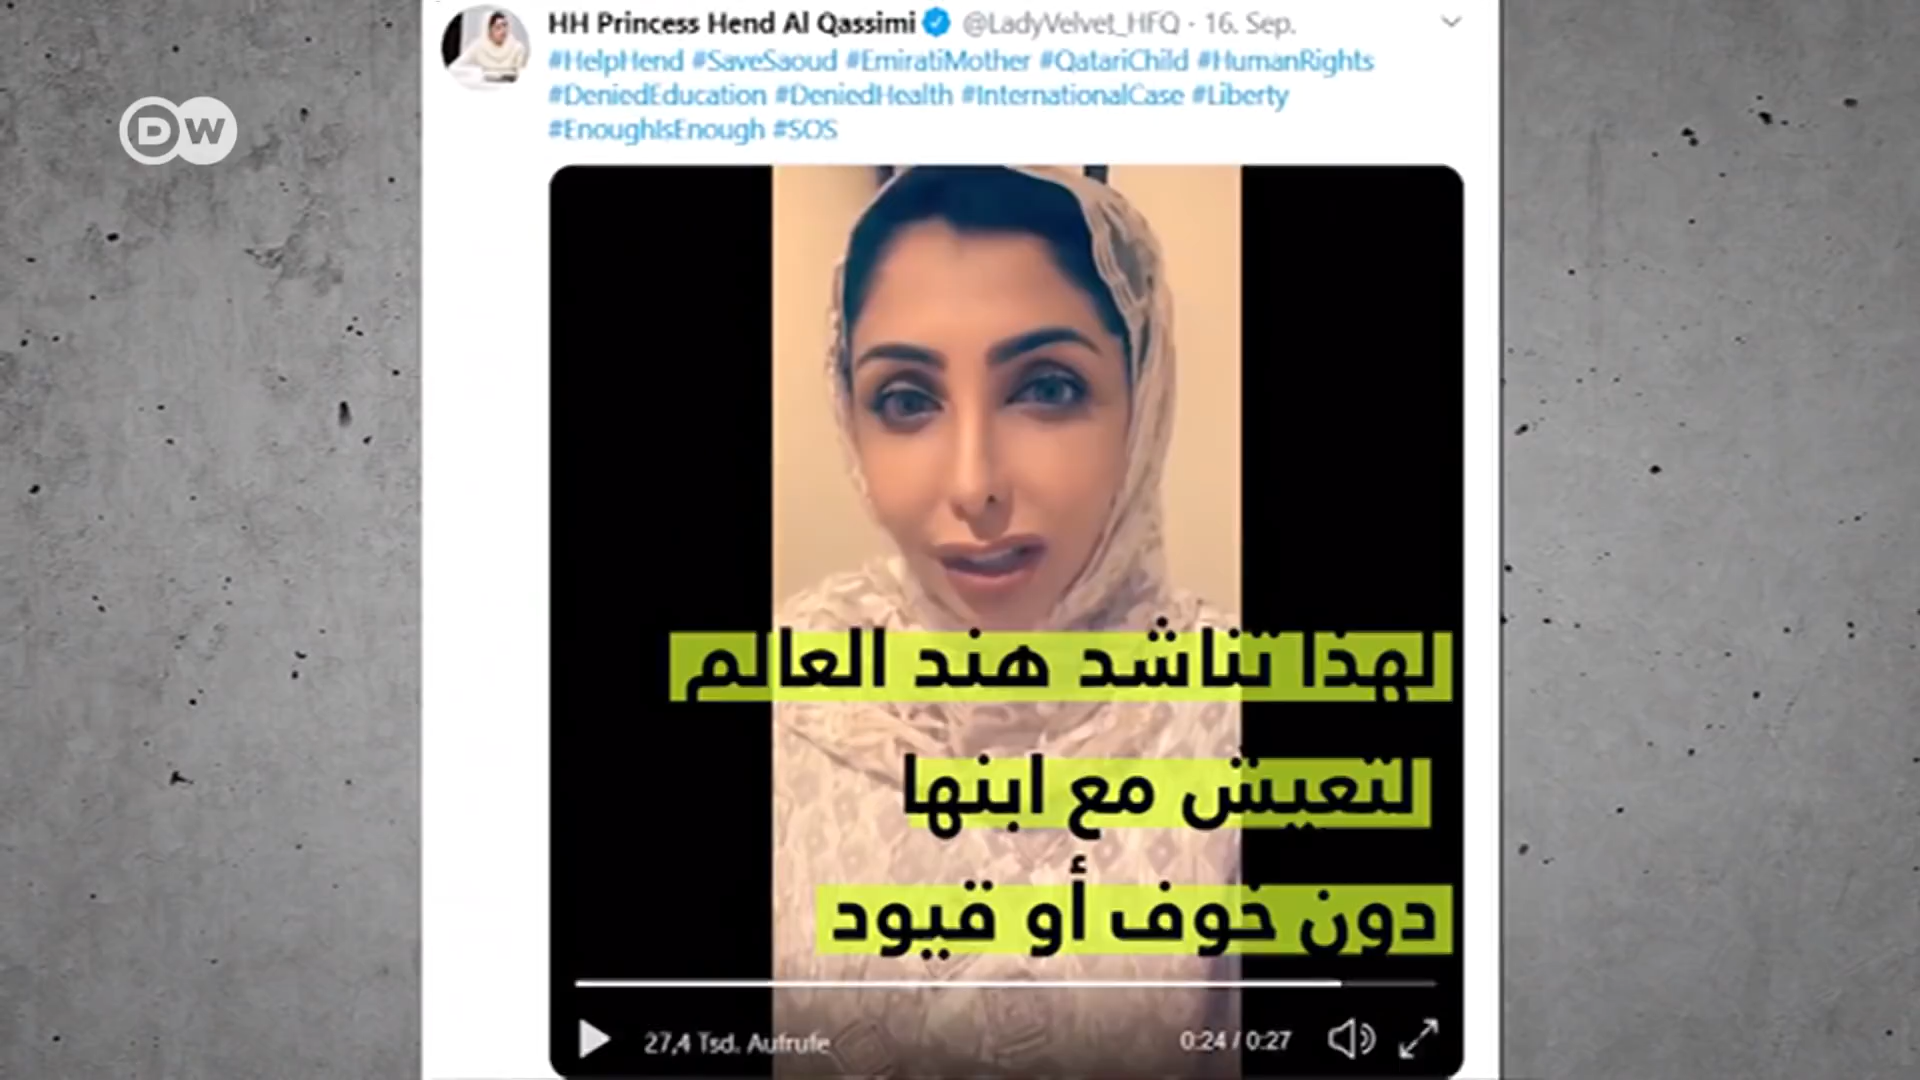 HH Princess Hend Al Qassimi @LadyVelvet_HFQ · 16. Sep.
#HelpHend #SaveSaoud #EmiratiMother #QatariChild #HumanRights
#DeniedEducation #DeniedHealth #InternationalCase #Liberty
#EnoughIsEnough #SOS
DW
لهذا تناشد هند العالم
لتعيش مع ابنها
دون خوف أو قيود
27,4 Tsd. Aufrufe
0:24 / 0:27